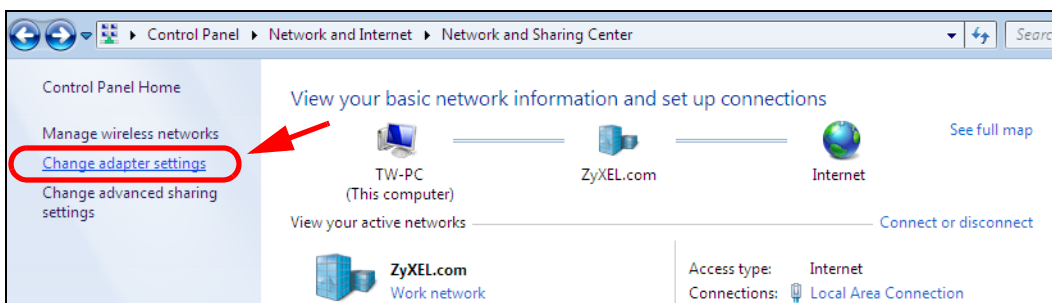 Control Panel Network and Internet Network and Sharing Center
Control Panel Home
Manage wireless networks
Change adapter settings
Change advanced sharing
settings
View your basic network information and set up connections
See full map
TW-PC
(This computer)
ZyXEL.com
Internet
View your active networks
Connect or disconnect
ZyXEL.com
Work network
Access type: Internet
Connections: Local Area Connection